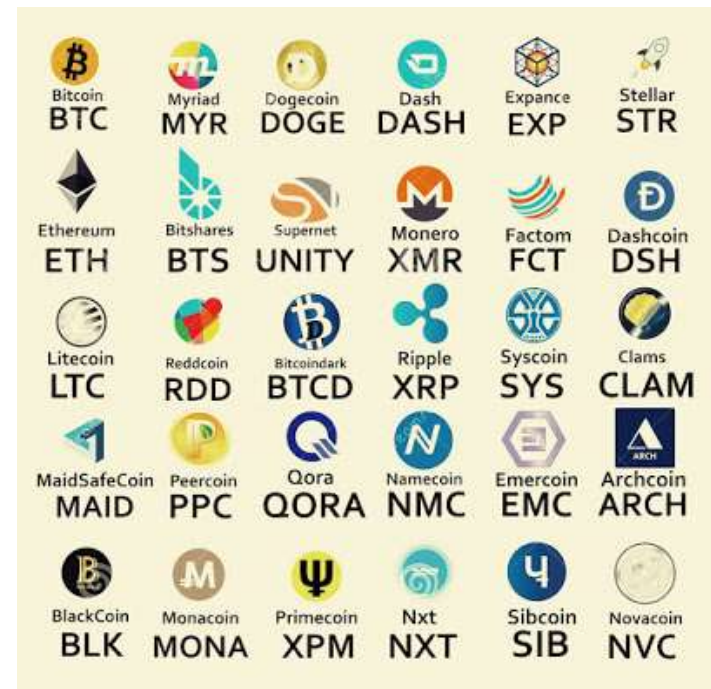 Bitcoin
BTC
Myriad
MYR
Dogecoin
DOGE
Dash
DASH
Expance
EXP
Stellar
STR
Ethereum
ETH
Bitshares
BTS
Supernet
UNITY
Monero
XMR
Factom
FCT
Dashcoin
DSH
Litecoin
LTC
Reddcoin
RDD
Bitcoindark
BTCD
Ripple
XRP
Syscoin
SYS
Clams
CLAM
MaidSafeCoin
MAID
Peercoin
PPC
Qora
QORA
Namecoin
NMC
Emercoin
EMC
ARCH
Archcoin
ARCH
BlackCoin
BLK
Monacoin
MONA
Primecoin
XPM
Nxt
NXT
Sibcoin
SIB
Novacoin
NVC